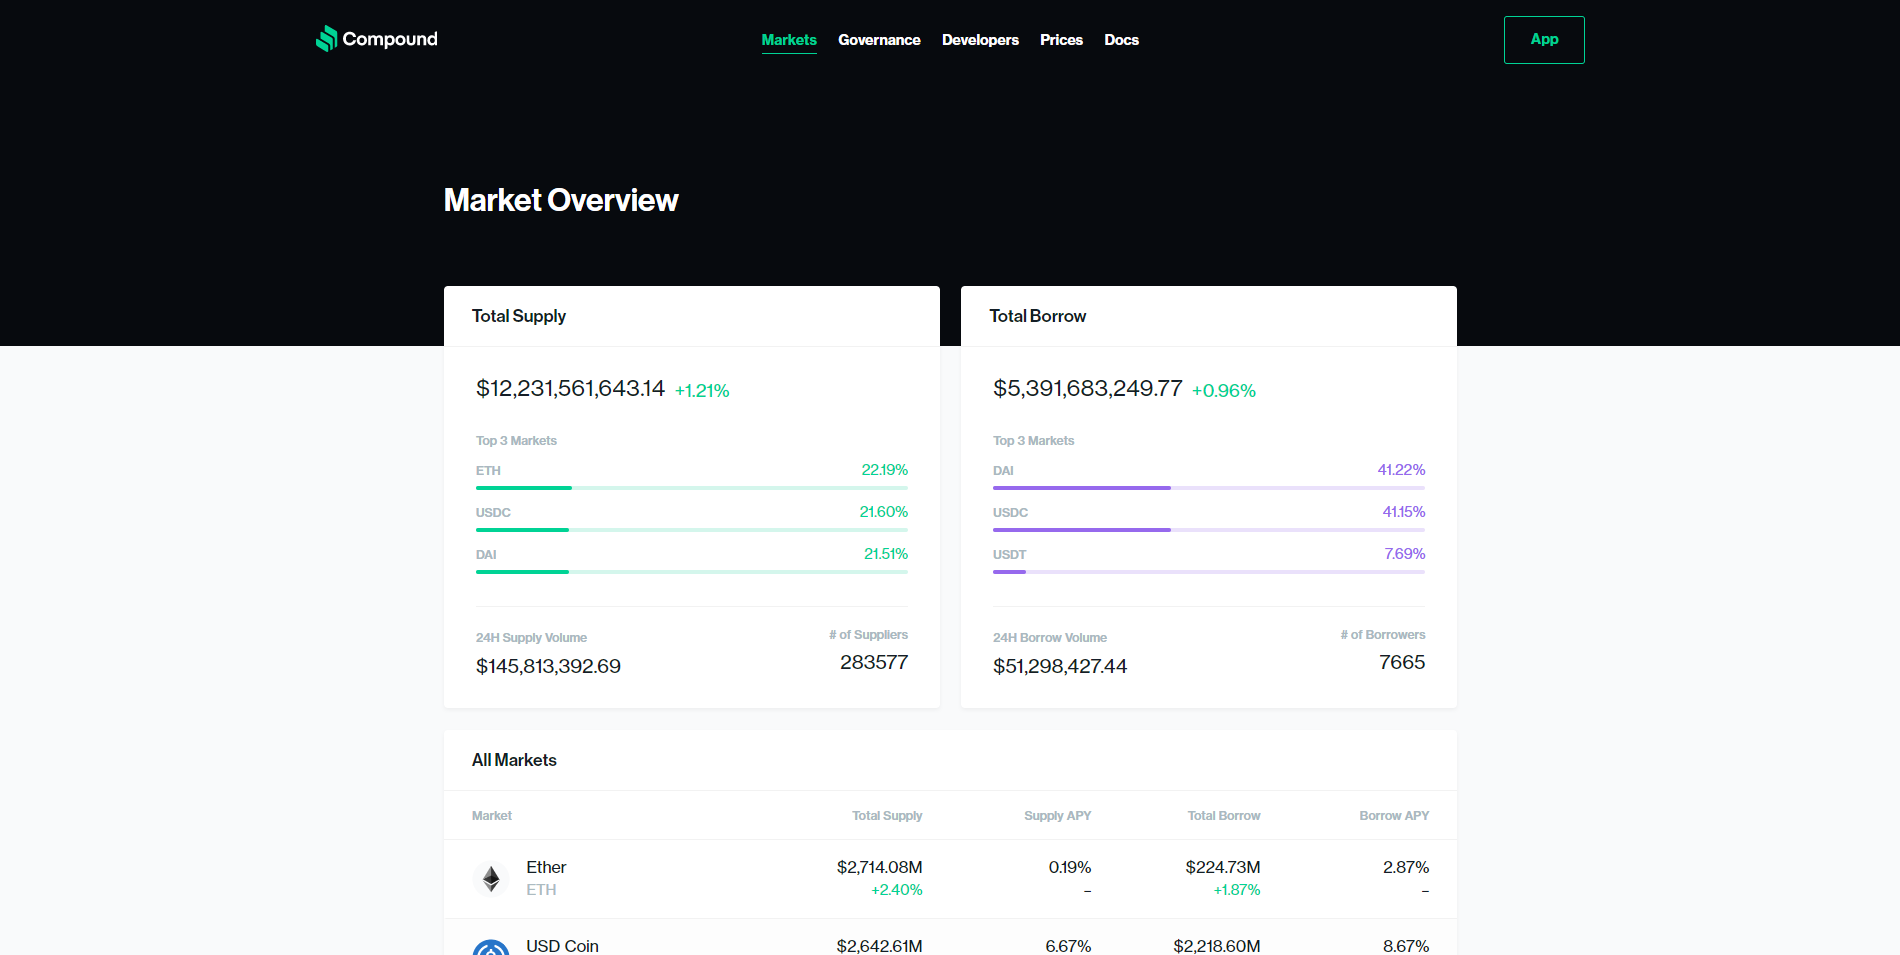 Compound
Markets Governance Developers Prices Docs
App
Market Overview
Total Supply
$12,231,561,643.14 +1.21%
Top 3 Markets
ETH 22.19%
USDC 21.60%
DAI 21.51%
24H Supply Volume # of Suppliers
$145,813,392.69 283577
Total Borrow
$5,391,683,249.77 +0.96%
Top 3 Markets
DAI 41.22%
USDC 41.15%
USDT 7.69%
24H Borrow Volume # of Borrowers
$51,298,427.44 7665
All Markets
Market Total Supply Supply APY Total Borrow Borrow APY
Ether $2,714.08M 0.19% $224.73M 2.87%
ETH +2.40% – +1.87% –
USD Coin $2,642.61M 6.67% $2,218.60M 8.67%